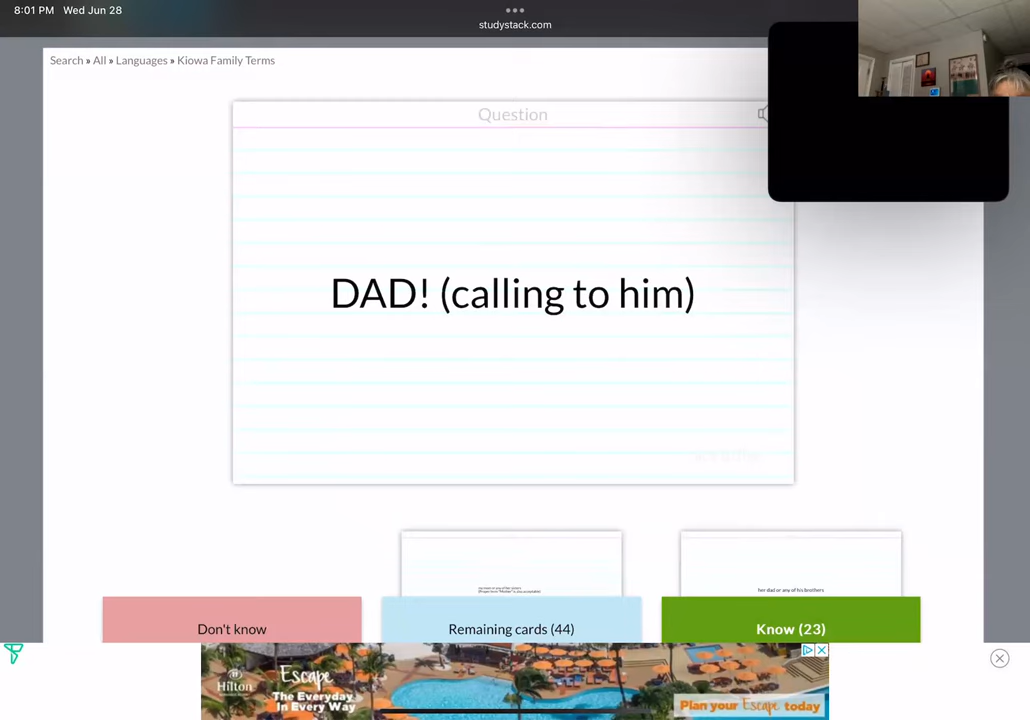 8:01 PM Wed Jun 28
studystack.com
Search » All » Languages » Kiowa Family Terms
Question
DAD! (calling to him)
her dad or any of his brothers
Don't know
Remaining cards (44)
Know (23)
Hilton
Escape
The Everyday
In Every Way
Plan your Escape today